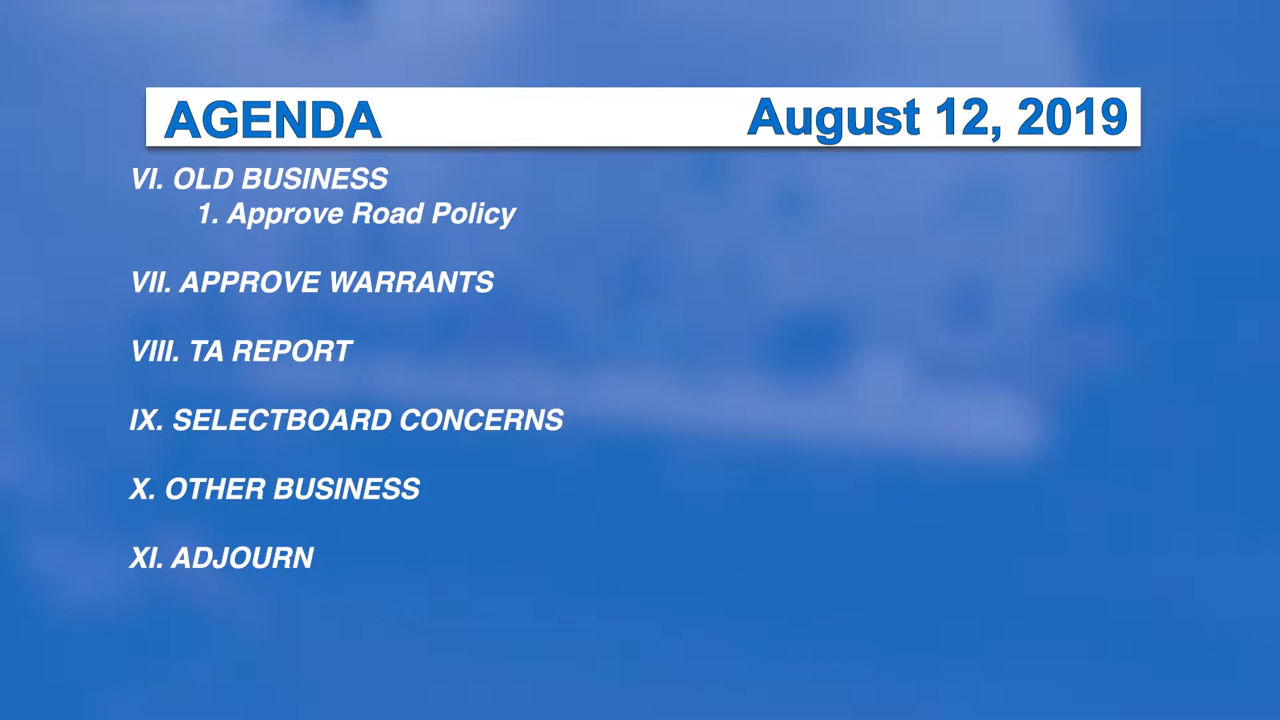 AGENDA August 12, 2019
VI. OLD BUSINESS
1. Approve Road Policy
VII. APPROVE WARRANTS
VIII. TA REPORT
IX. SELECTBOARD CONCERNS
X. OTHER BUSINESS
XI. ADJOURN